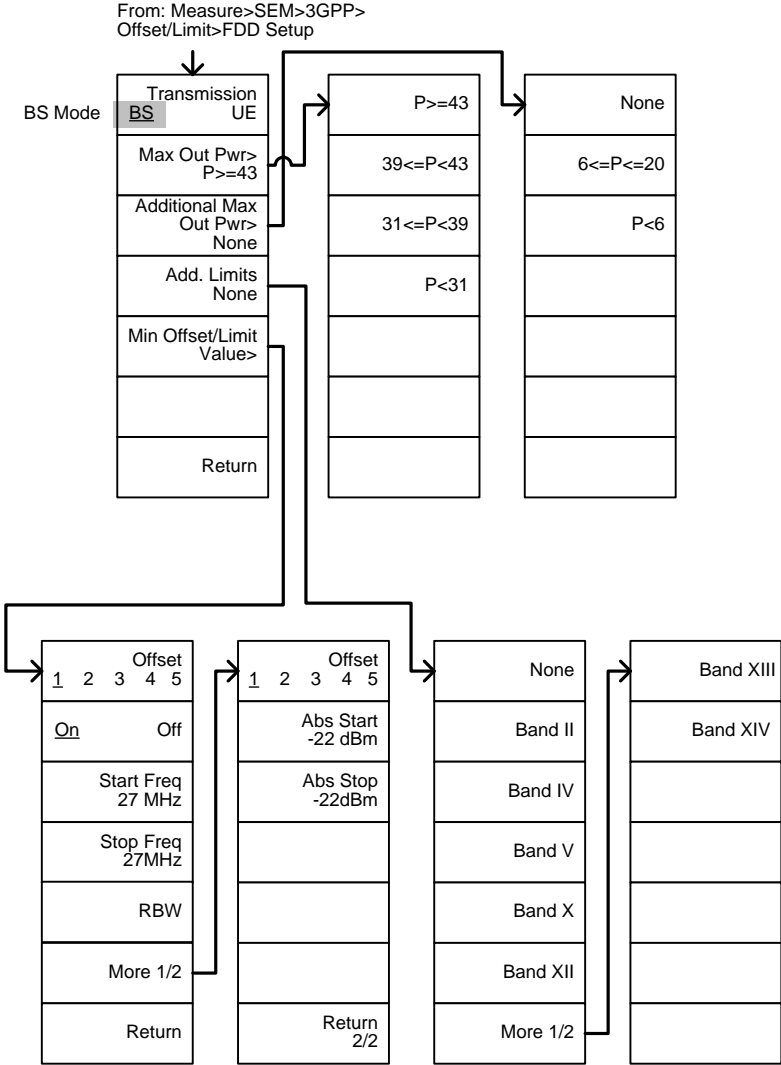 From: Measure>SEM>3GPP>
Offset/Limit>FDD Setup
BS Mode
Transmission
BS UE
Max Out Pwr>
P>=43
Additional Max
Out Pwr>
None
Add. Limits
None
Min Offset/Limit
Value>
Return
P>=43
39<=P<43
31<=P<39
P<31
None
6<=P<=20
P<6
Offset
1 2 3 4 5
On Off
Start Freq
27 MHz
Stop Freq
27MHz
RBW
More 1/2
Return
Offset
1 2 3 4 5
Abs Start
-22 dBm
Abs Stop
-22dBm
Return
2/2
None
Band II
Band IV
Band V
Band X
Band XII
More 1/2
Band XIII
Band XIV